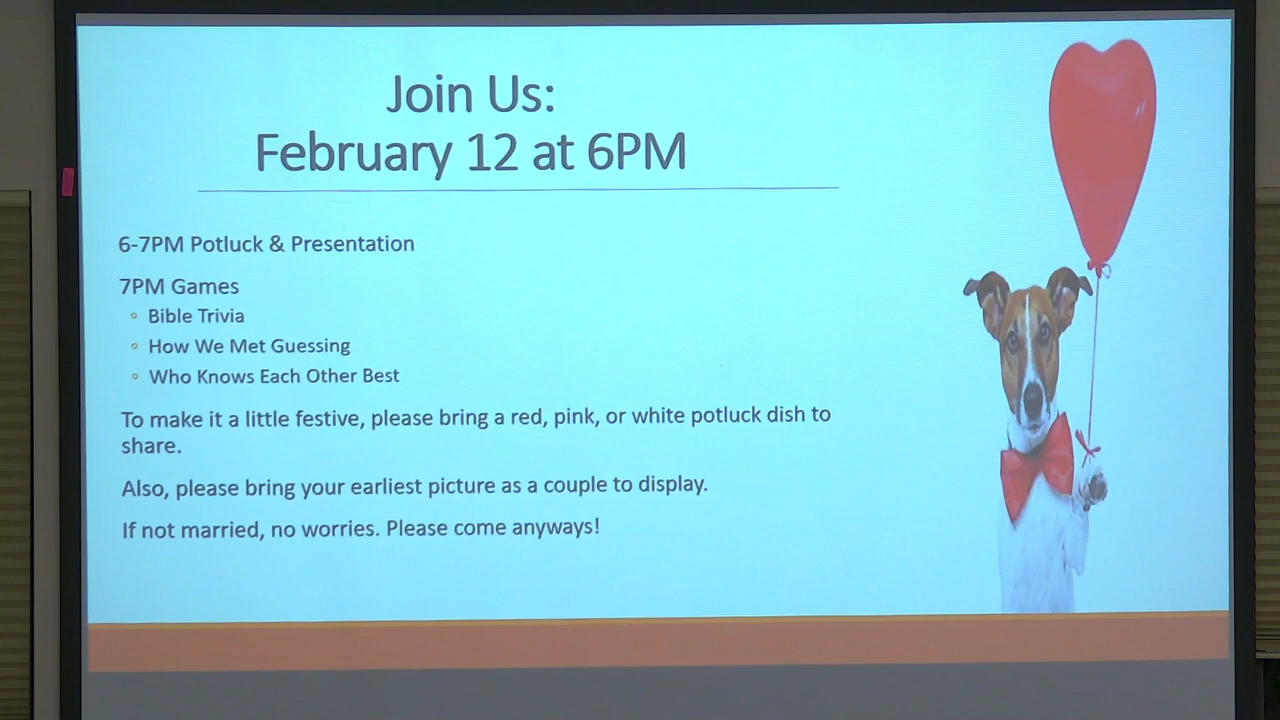 Join Us:
February 12 at 6PM
6-7PM Potluck & Presentation
7PM Games
Bible Trivia
How We Met Guessing
Who Knows Each Other Best
To make it a little festive, please bring a red, pink, or white potluck dish to
share.
Also, please bring your earliest picture as a couple to display.
If not married, no worries. Please come anyways!